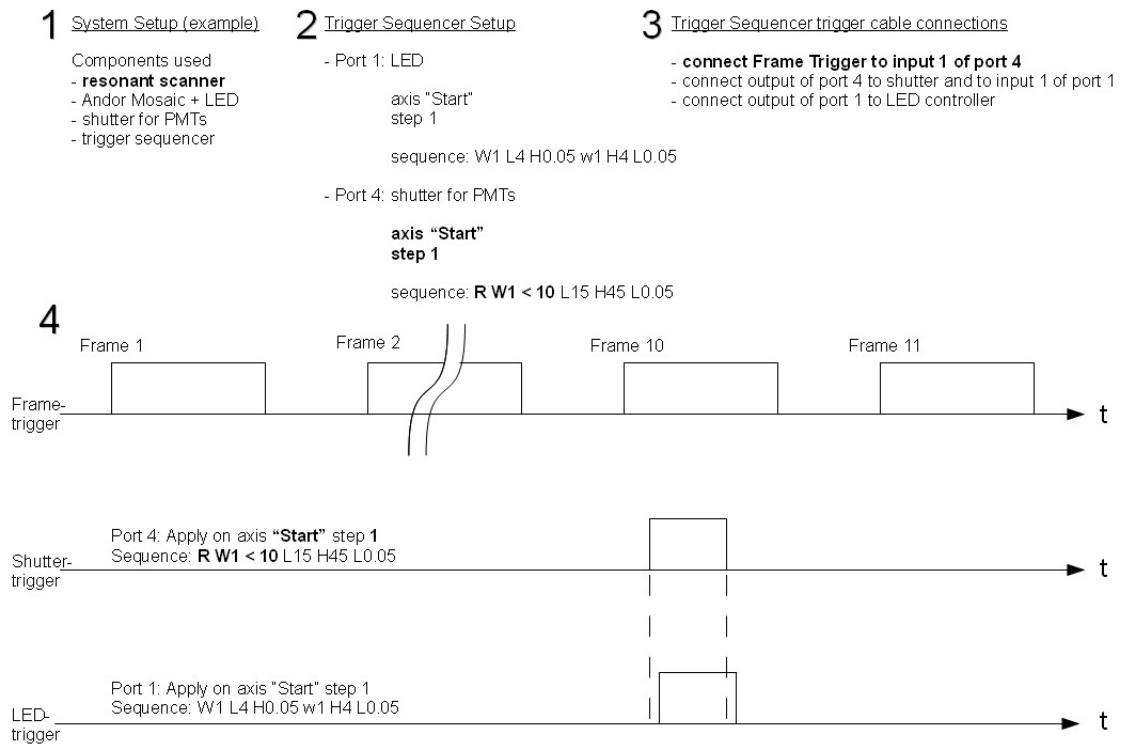 1 System Setup (example)
Components used
- resonant scanner
- Andor Mosaic + LED
- shutter for PMTs
- trigger sequencer
2 Trigger Sequencer Setup
- Port 1: LED
axis "Start"
step 1
sequence: W1 L4 H0.05 w1 H4 L0.05
- Port 4: shutter for PMTs
axis “Start”
step 1
sequence: R W1 < 10 L15 H45 L0.05
3 Trigger Sequencer trigger cable connections
- connect Frame Trigger to input 1 of port 4
- connect output of port 4 to shutter and to input 1 of port 1
- connect output of port 1 to LED controller
4
Frame 1
Frame 2
Frame 10
Frame 11
Frame-
trigger
t
Port 4: Apply on axis “Start” step 1
Sequence: R W1 < 10 L15 H45 L0.05
Shutter-
trigger
t
Port 1: Apply on axis "Start" step 1
Sequence: W1 L4 H0.05 w1 H4 L0.05
LED-
trigger
t